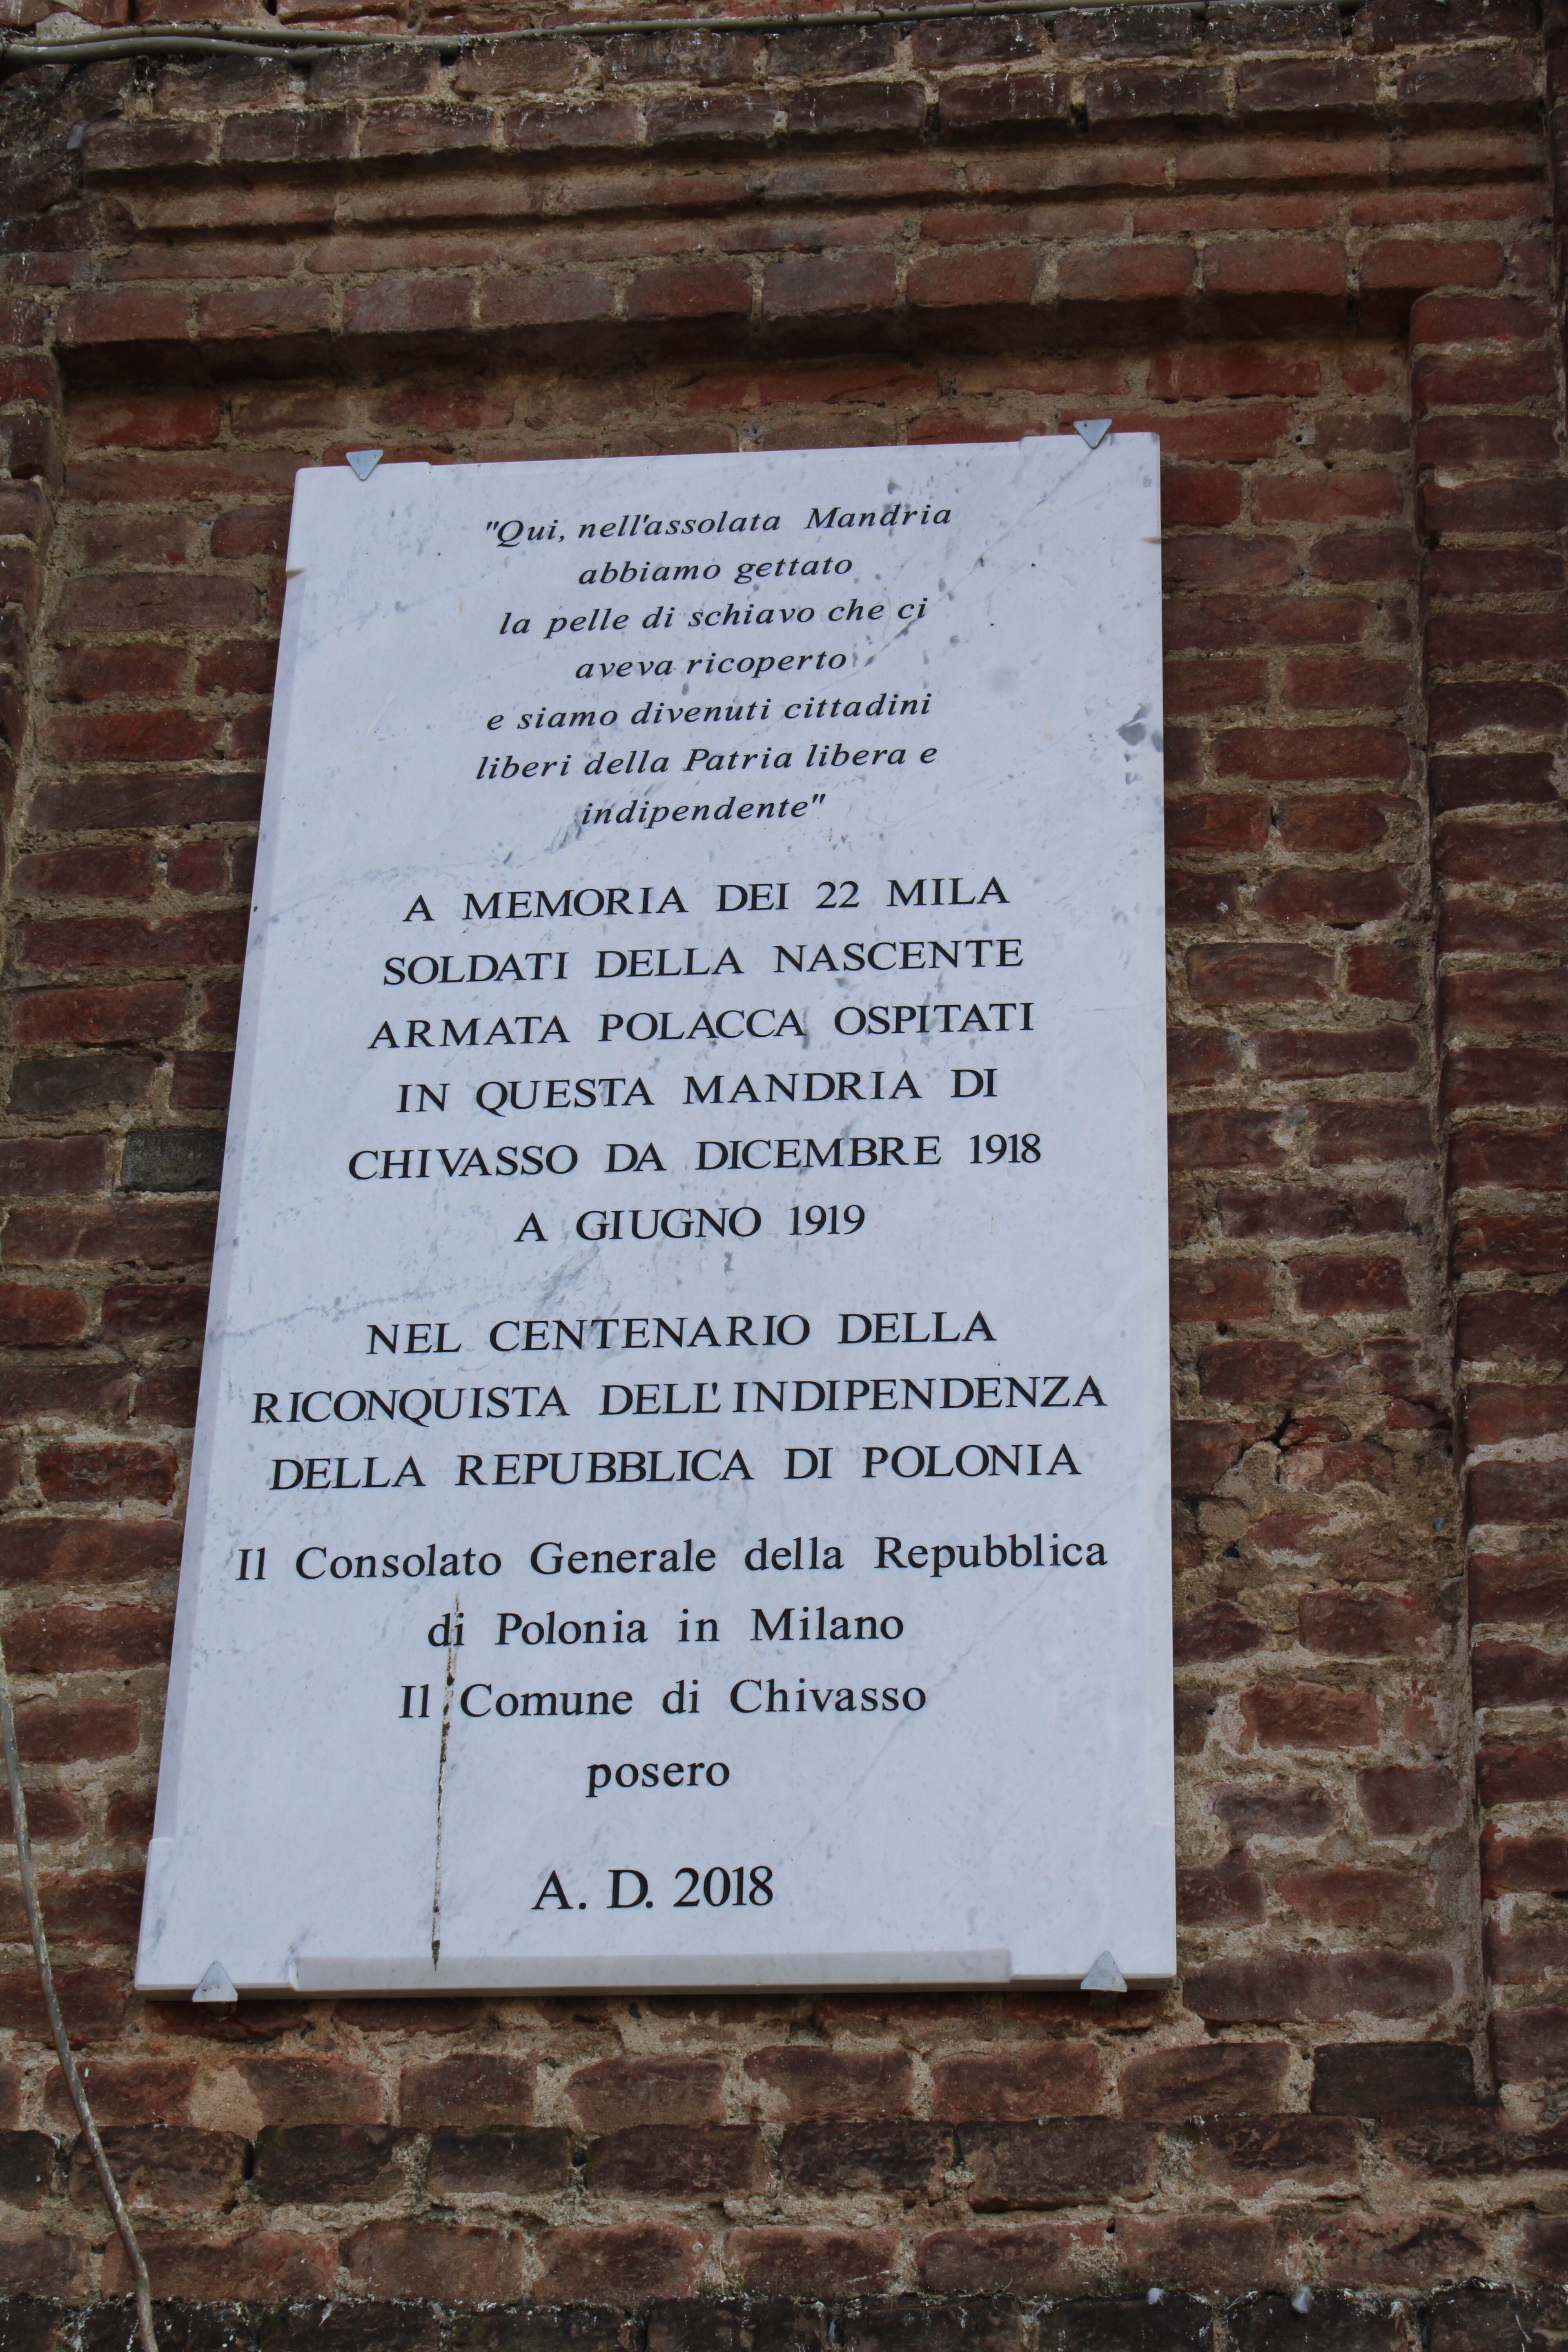 "Qui, nell'assolata Mandria
abbiamo gettato
la pelle di schiavo che ci
aveva ricoperto
e siamo divenuti cittadini
liberi della Patria libera e
indipendente"
A MEMORIA DEI 22 MILA
SOLDATI DELLA NASCENTE
ARMATA POLACCA OSPITATI
IN QUESTA MANDRIA DI
CHIVASSO DA DICEMBRE 1918
A GIUGNO 1919
NEL CENTENARIO DELLA
RICONQUISTA DELL'INDIPENDENZA
DELLA REPUBBLICA DI POLONIA
Il Consolato Generale della Repubblica
di Polonia in Milano
Il Comune di Chivasso
posero
A. D. 2018